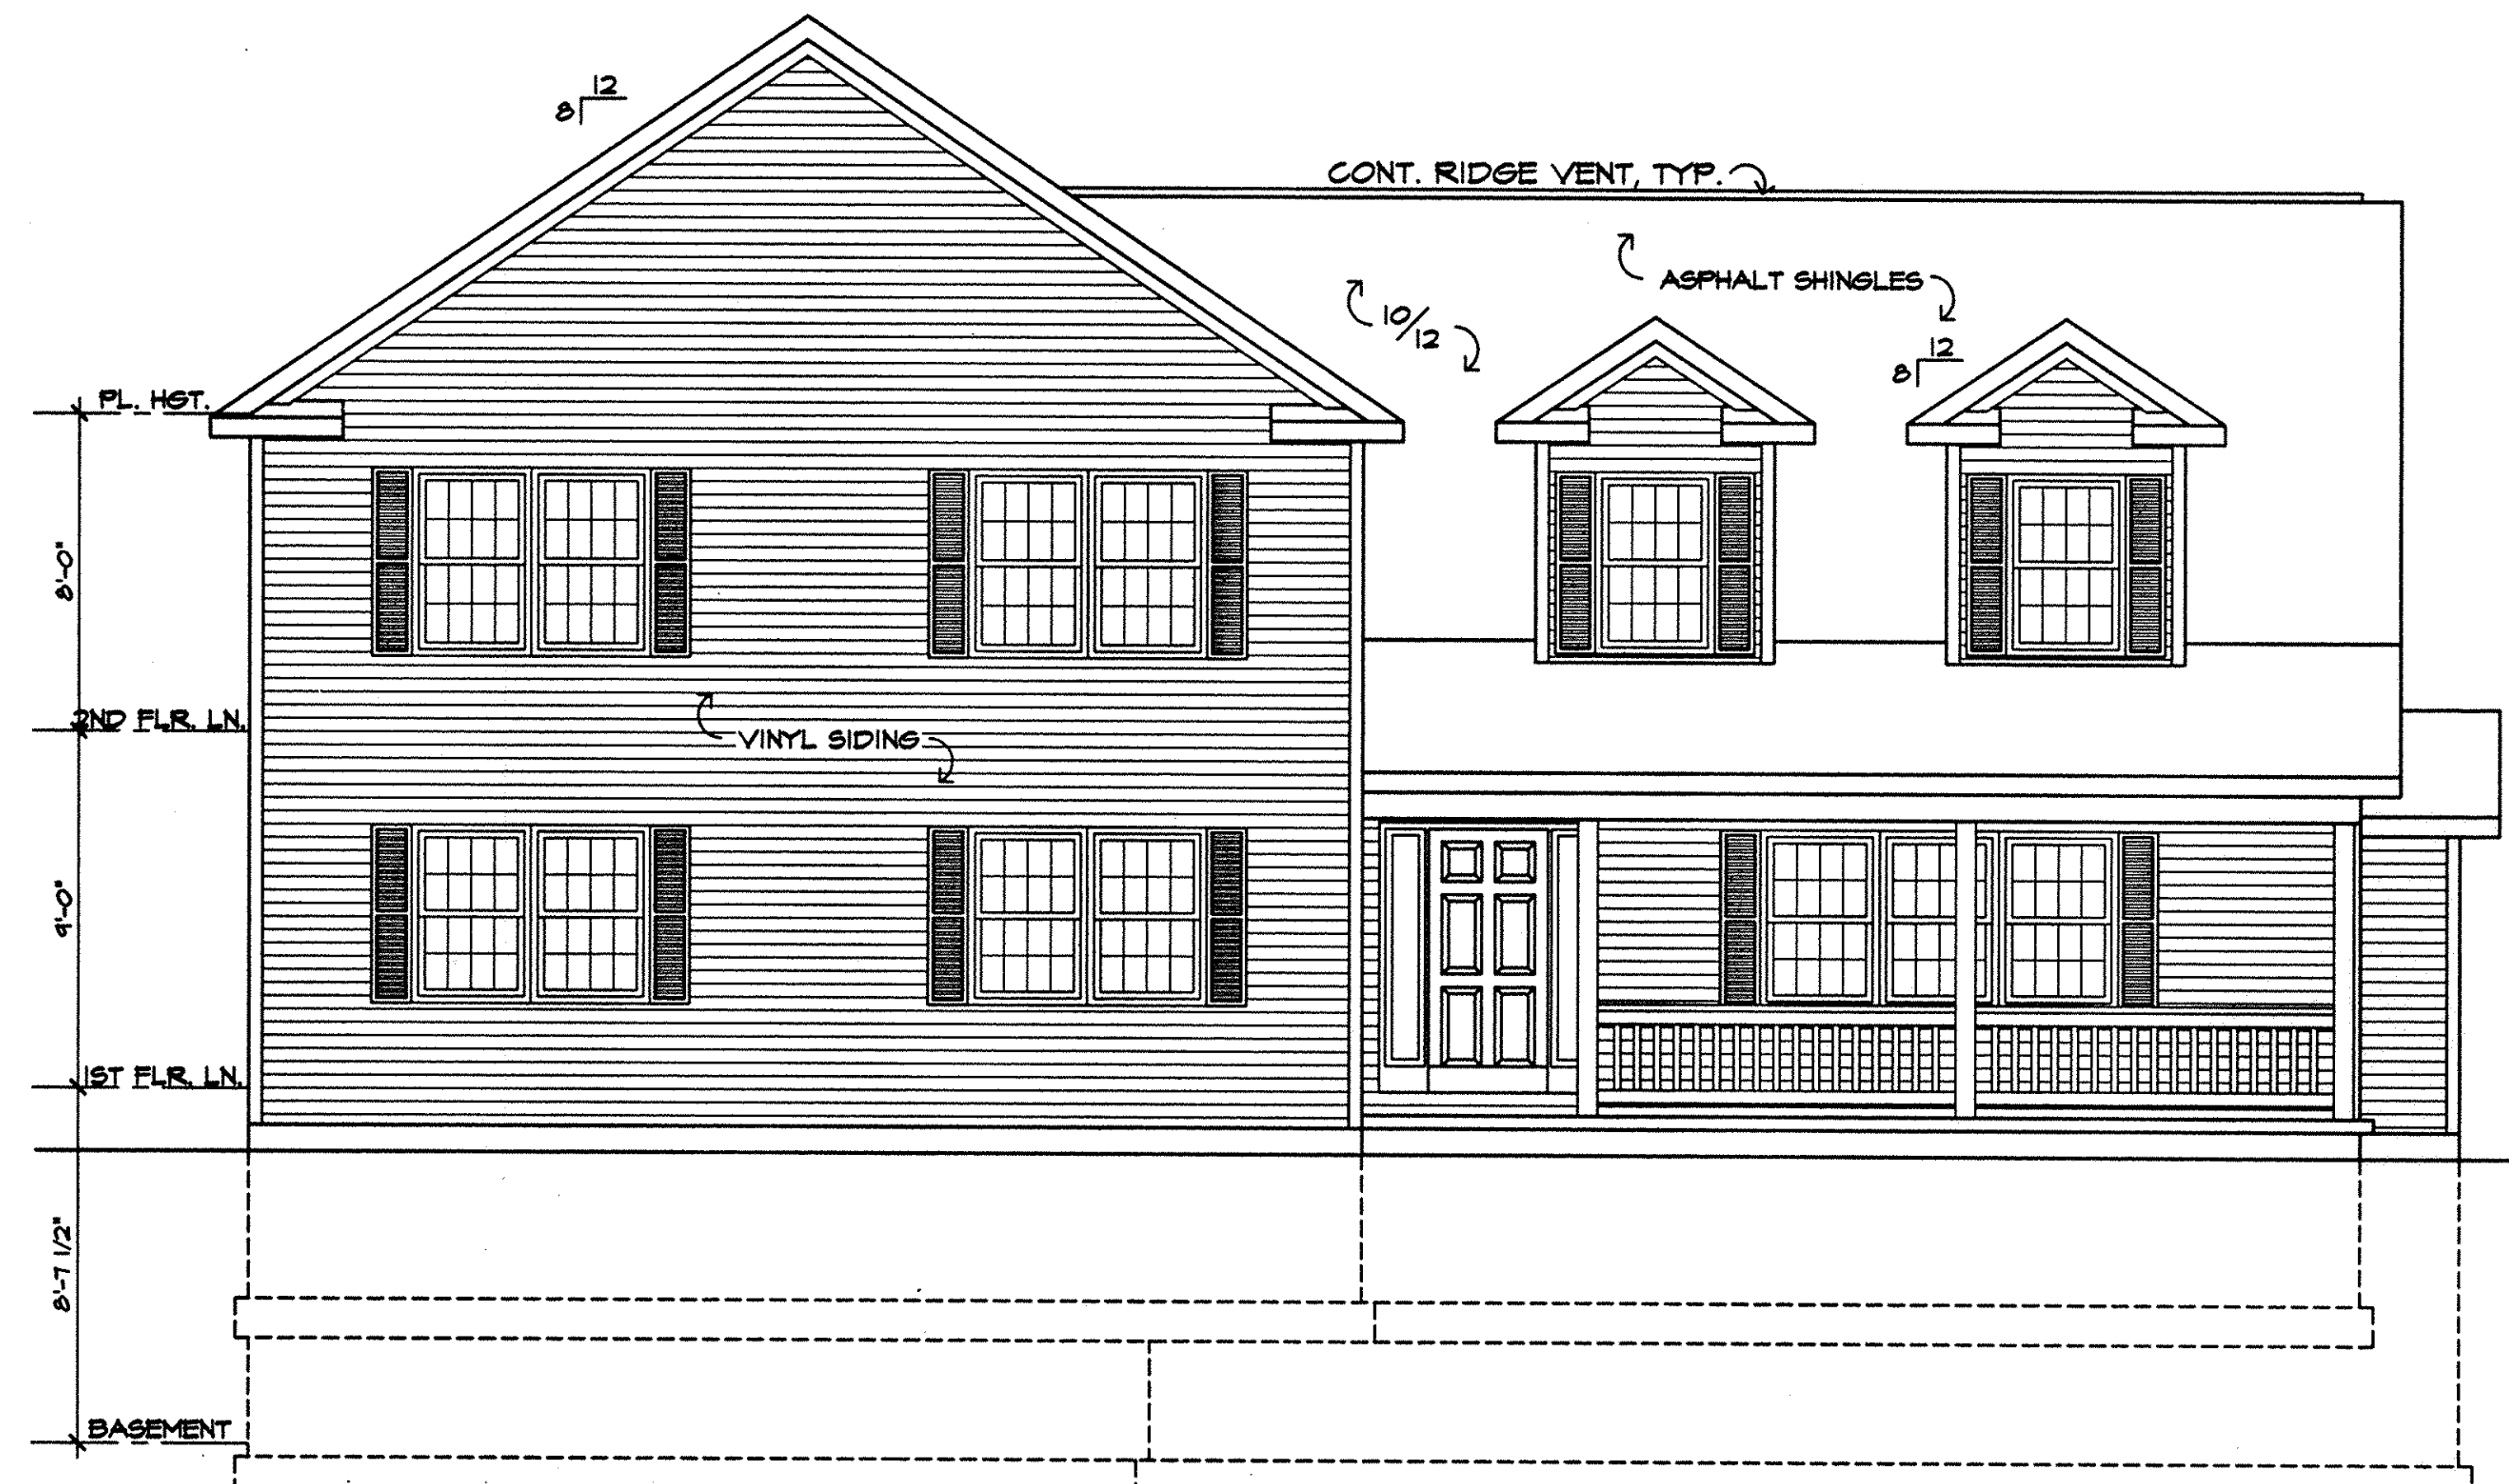 12
8
CONT. RIDGE VENT, TYP.
ASPHALT SHINGLES
10/12
12
8
PL. HGT.
8'-0"
2ND FLR. LN.
VINYL SIDING
9'-0"
1ST FLR. LN.
8'-7 1/2"
BASEMENT